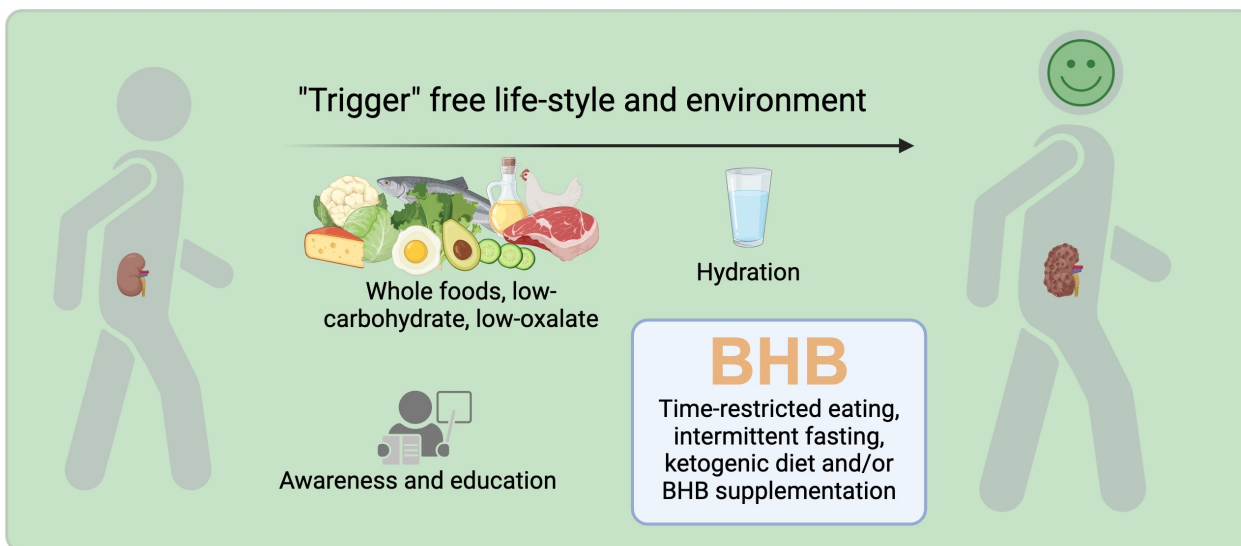 "Trigger" free life-style and environment
Whole foods, low-
carbohydrate, low-oxalate
Hydration
Awareness and education
BHB
Time-restricted eating,
intermittent fasting,
ketogenic diet and/or
BHB supplementation